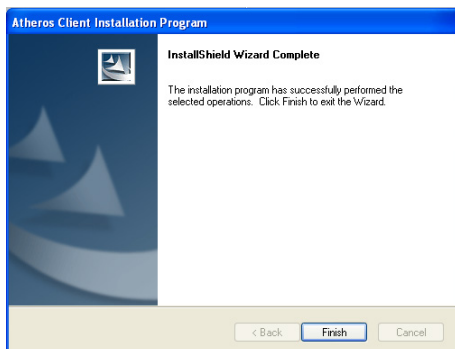 Atheros Client Installation Program
InstallShield Wizard Complete
The installation program has successfully performed the
selected operations. Click Finish to exit the Wizard.
< Back
Finish
Cancel